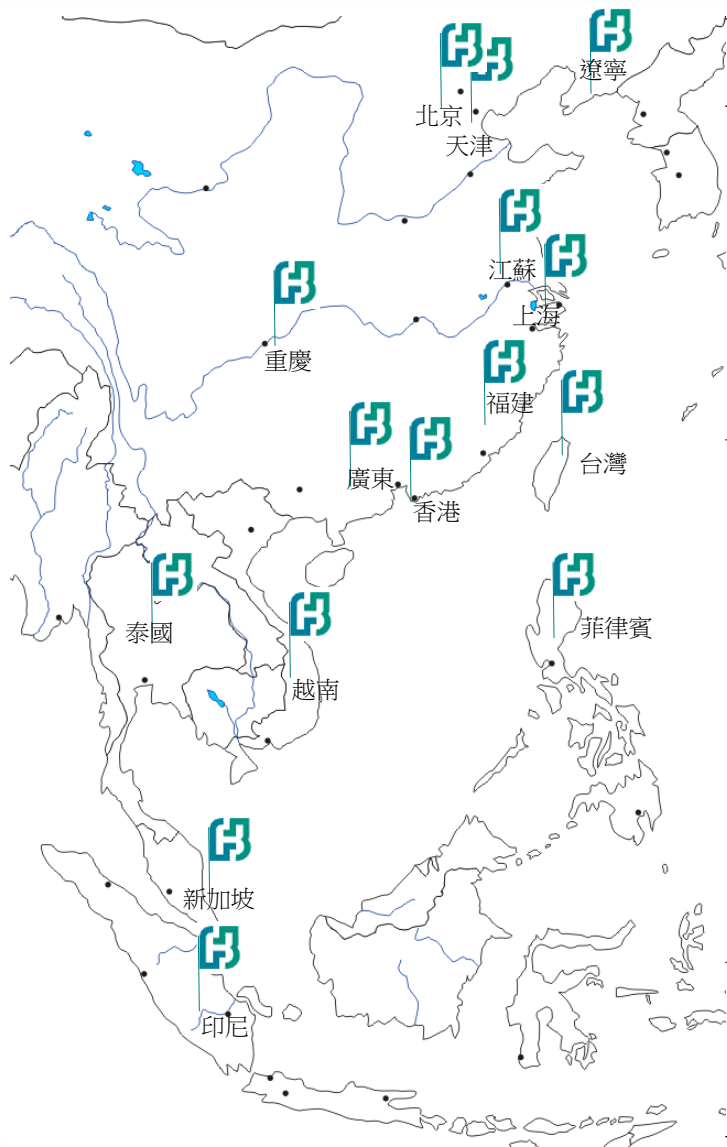 遼寧
北京
天津
江蘇
上海
重慶
福建
廣東
香港
台灣
泰國
越南
菲律賓
新加坡
印尼